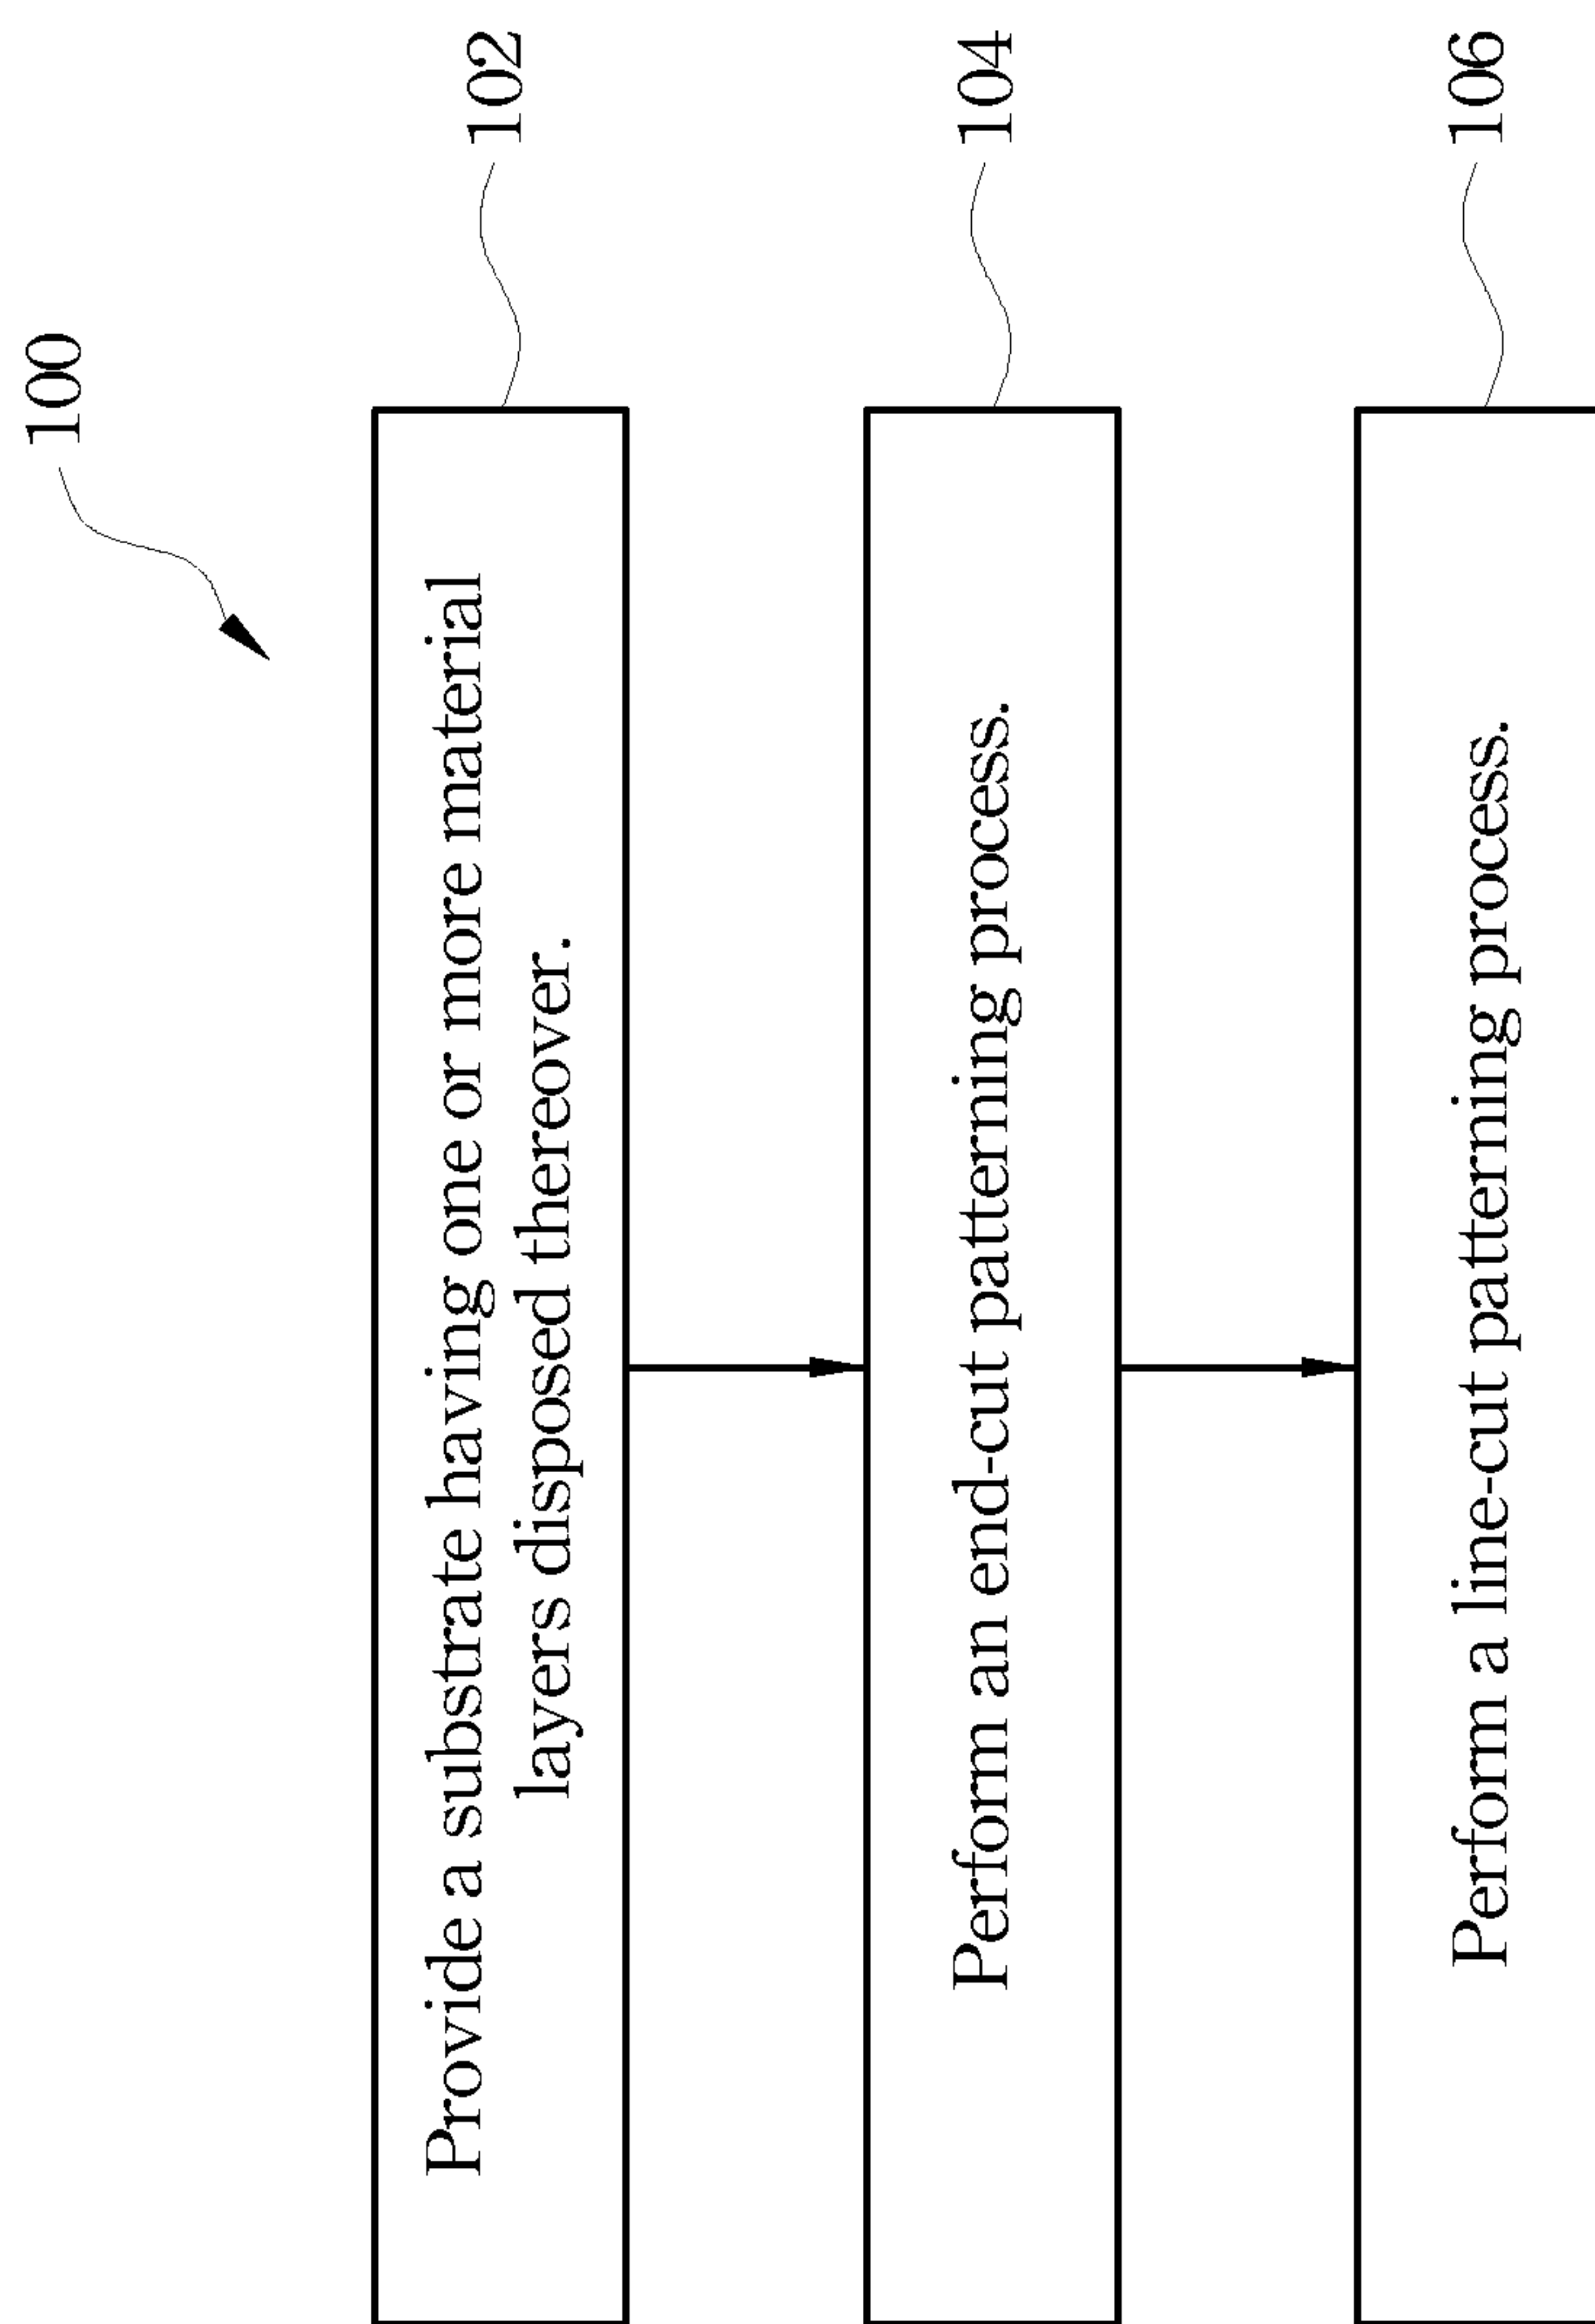 100
Provide a substrate having one or more material
layers disposed thereover.
102
Perform an end-cut patterning process.
104
Perform a line-cut patterning process.
106